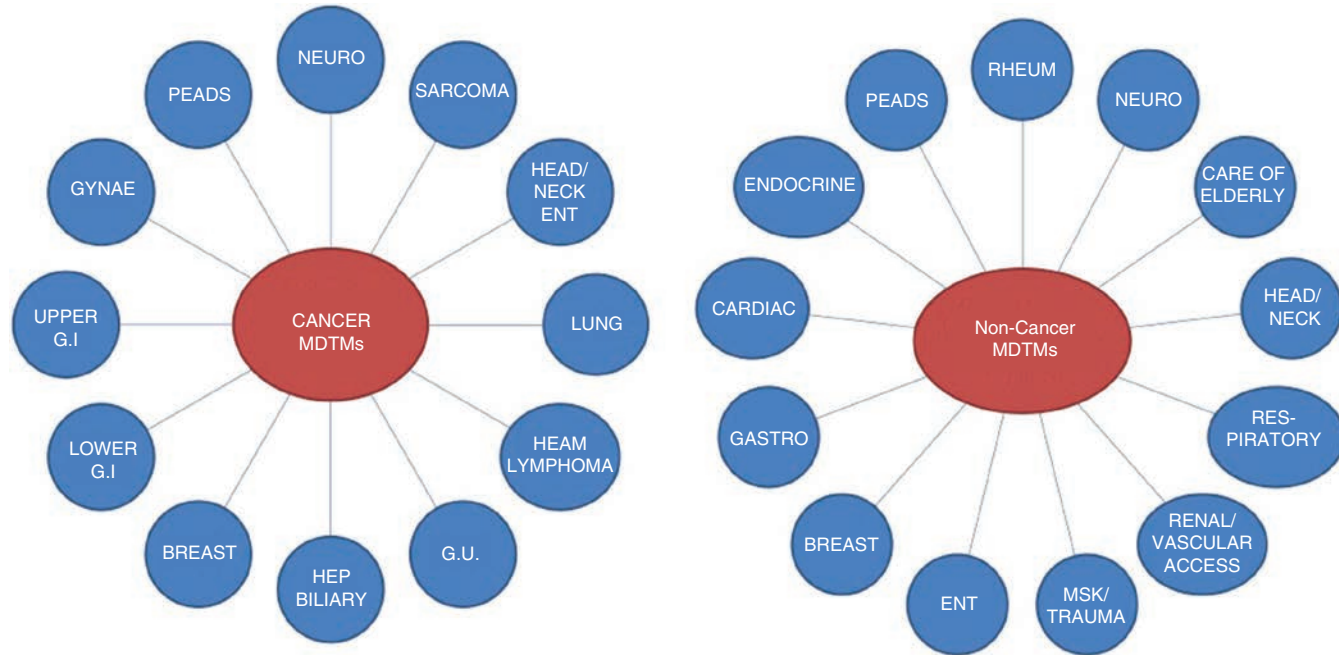 CANCER
MDTMs
NEURO
SARCOMA
HEAD/
NECK
ENT
LUNG
HEAM
LYMPHOMA
G.U.
HEP
BILIARY
BREAST
LOWER
G.I
UPPER
G.I
GYNAE
PEADS
Non-Cancer
MDTMs
RHEUM
NEURO
CARE OF
ELDERLY
HEAD/
NECK
RES-
PIRATORY
RENAL/
VASCULAR
ACCESS
MSK/
TRAUMA
ENT
BREAST
GASTRO
CARDIAC
ENDOCRINE
PEADS